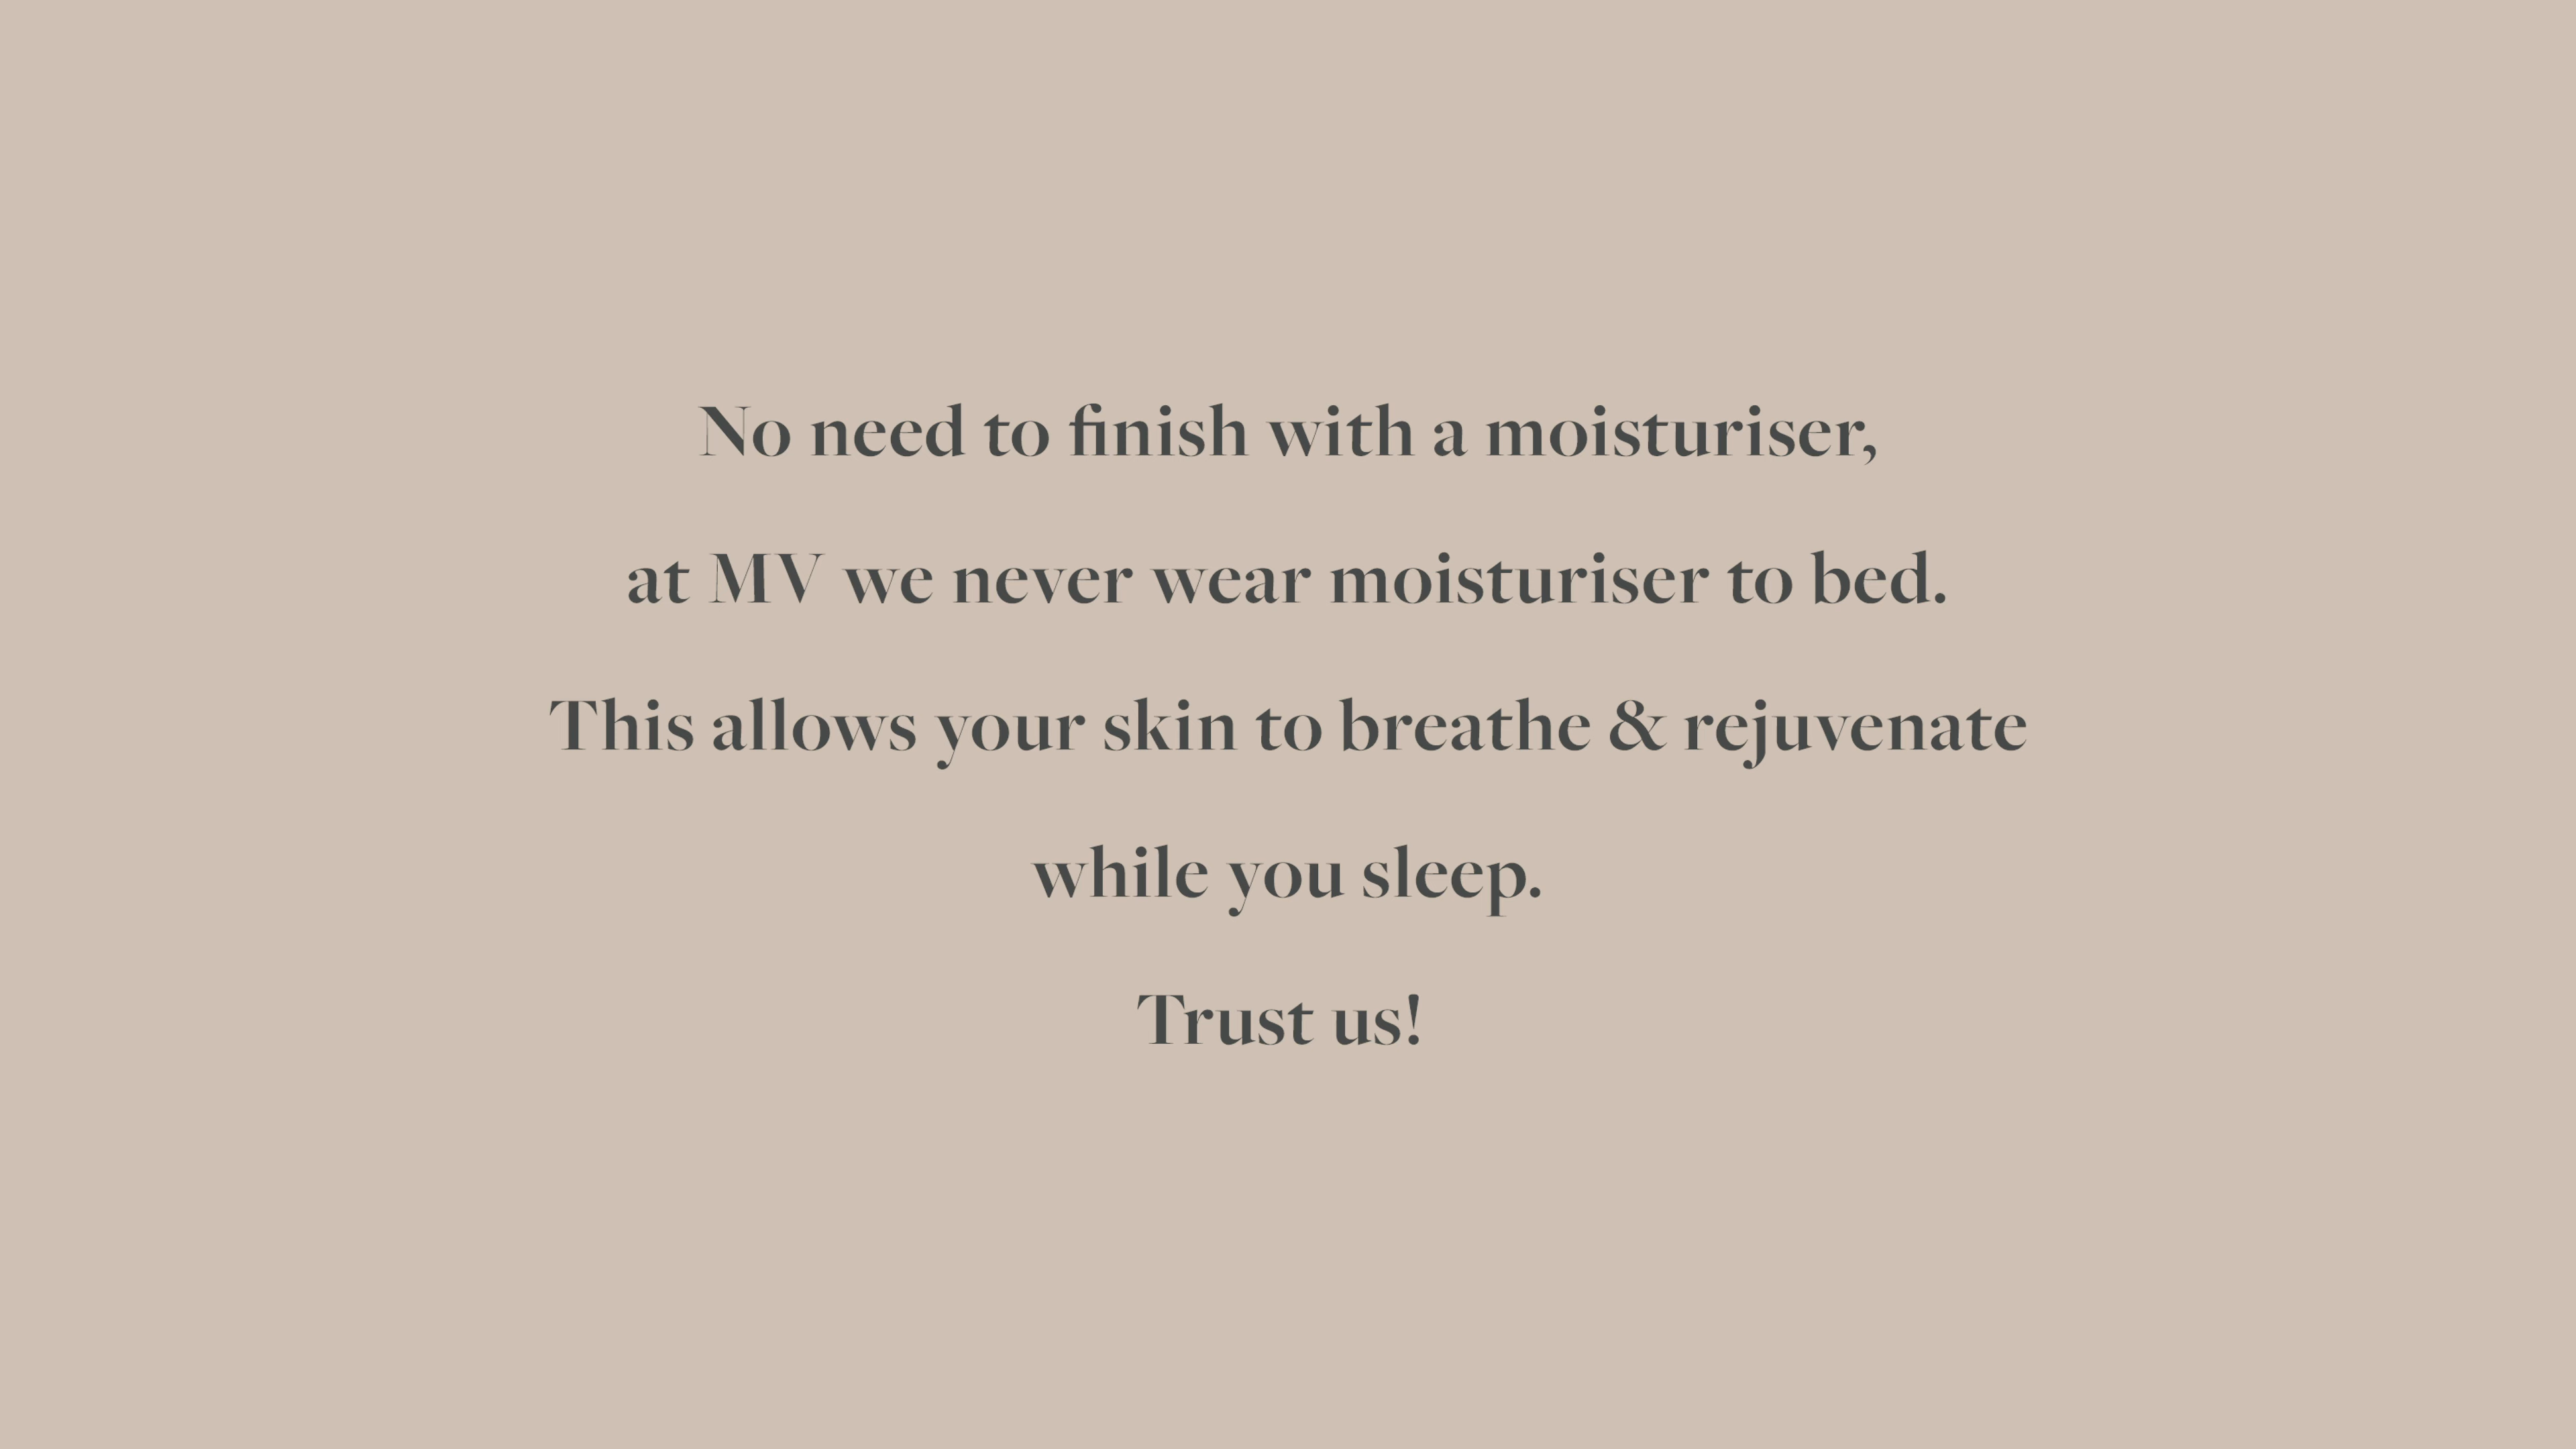 No need to finish with a moisturiser,
at MV we never wear moisturiser to bed.
This allows your skin to breathe & rejuvenate
while you sleep.
Trust us!